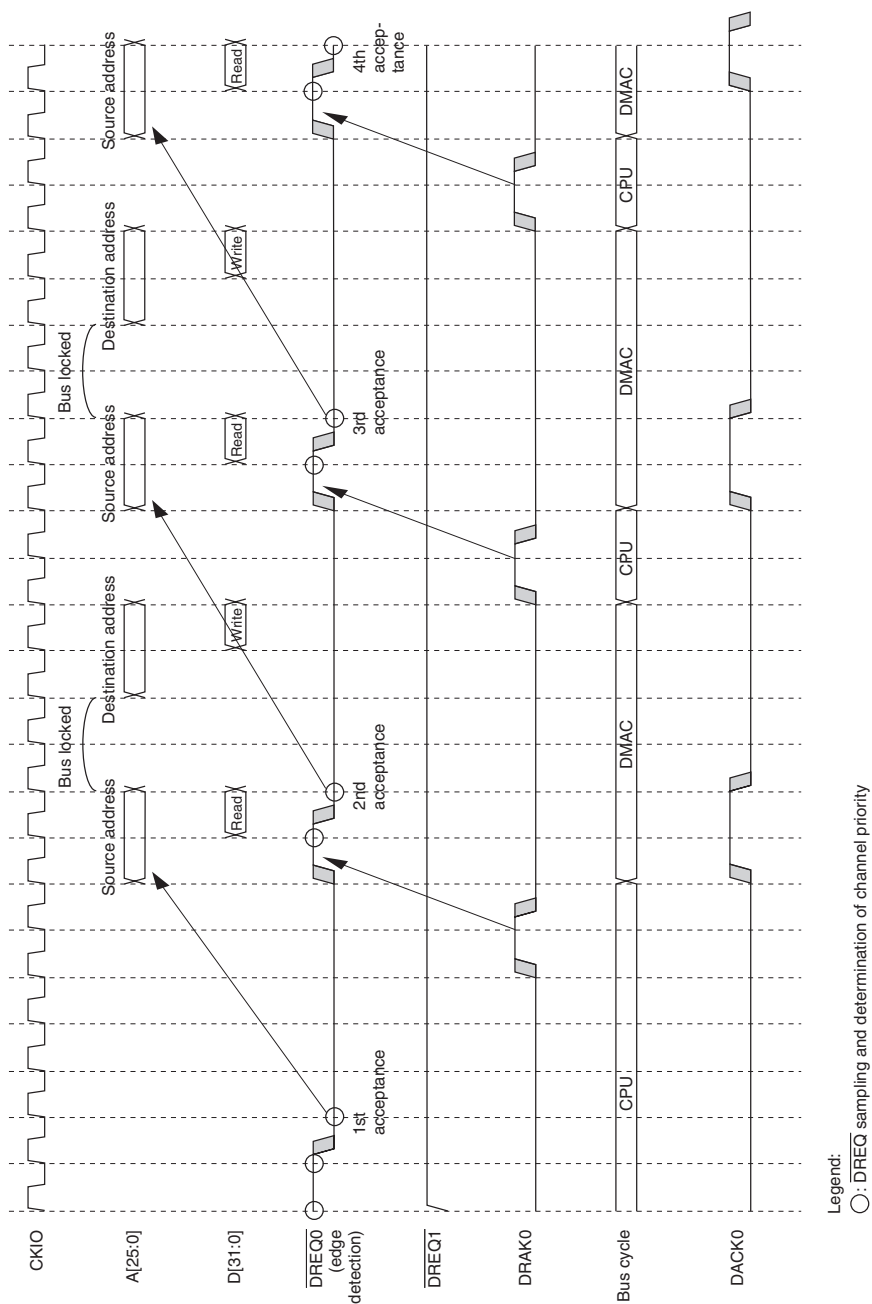 CKIO
Bus locked
Bus locked
A[25:0]
Source address
Destination address
Source address
Destination address
Source address
D[31:0]
Read
Write
Read
Write
Read
DREQ0
(edge
detection)
1st
acceptance
2nd
acceptance
3rd
acceptance
4th
accep-
tance
DREQ1
DRAK0
Bus cycle
CPU
DMAC
CPU
DMAC
CPU
DMAC
DACK0
Legend:
○: DREQ sampling and determination of channel priority